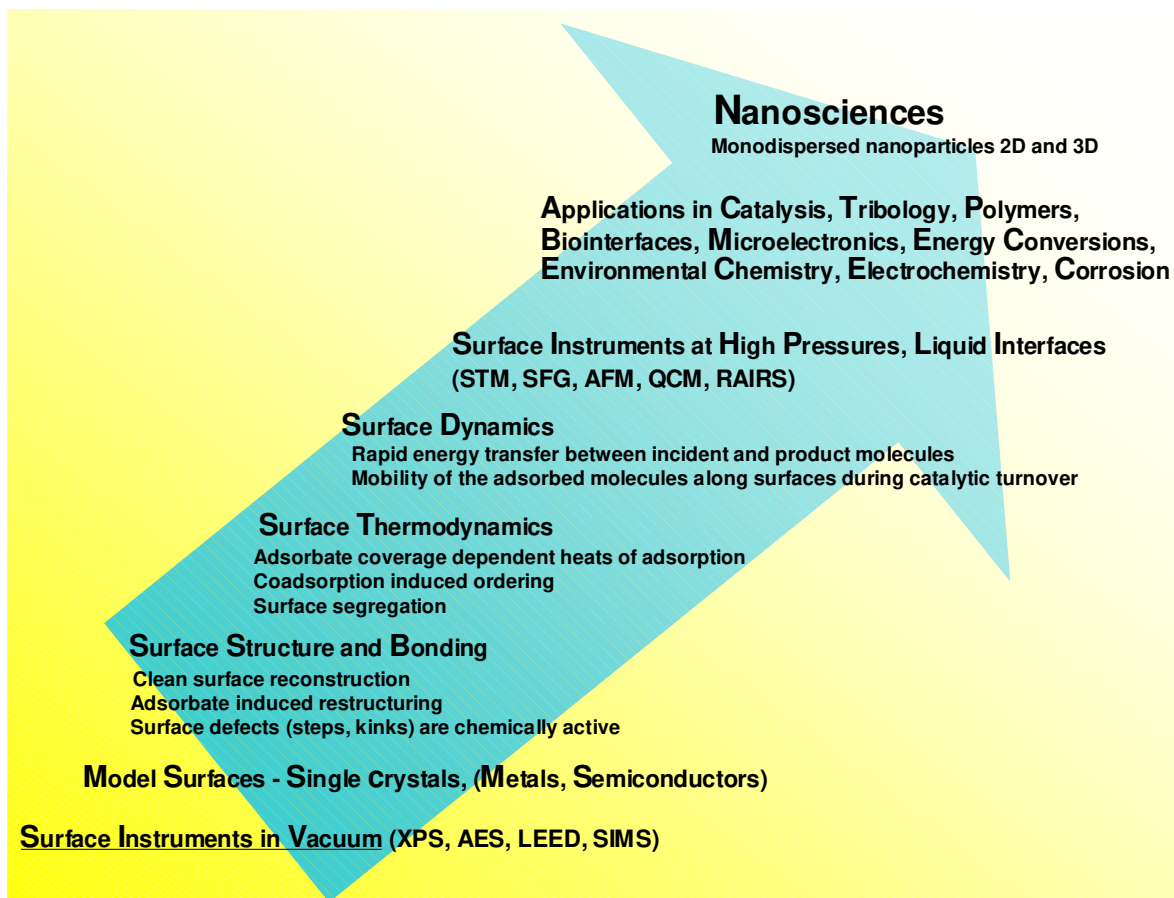 Nanosciences
Monodispersed nanoparticles 2D and 3D
Applications in Catalysis, Tribology, Polymers,
Biointerfaces, Microelectronics, Energy Conversions,
Environmental Chemistry, Electrochemistry, Corrosion
Surface Instruments at High Pressures, Liquid Interfaces
(STM, SFG, AFM, QCM, RAIRS)
Surface Dynamics
Rapid energy transfer between incident and product molecules
Mobility of the adsorbed molecules along surfaces during catalytic turnover
Surface Thermodynamics
Adsorbate coverage dependent heats of adsorption
Coadsorption induced ordering
Surface segregation
Surface Structure and Bonding
Clean surface reconstruction
Adsorbate induced restructuring
Surface defects (steps, kinks) are chemically active
Model Surfaces - Single crystals, (Metals, Semiconductors)
Surface Instruments in Vacuum (XPS, AES, LEED, SIMS)